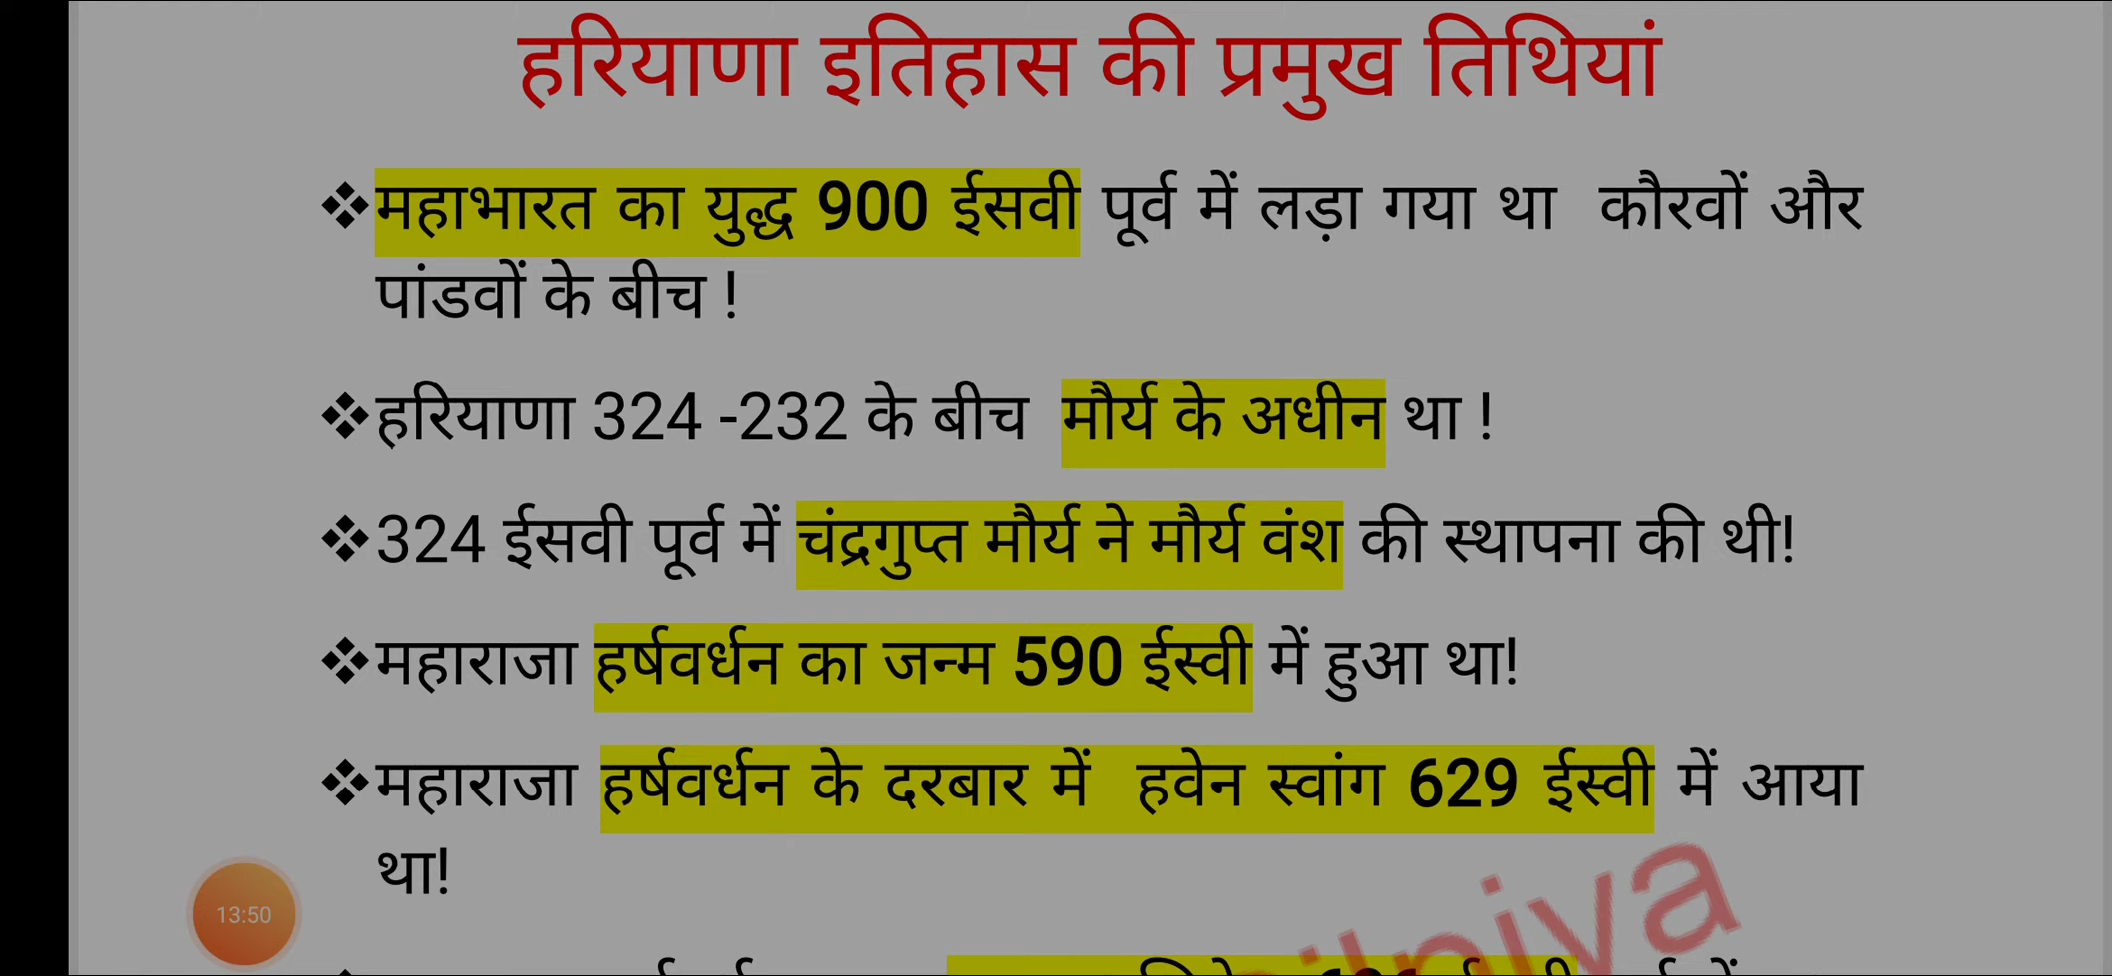 हरियाणा इतिहास की प्रमुख तिथियां
❖महाभारत का युद्ध 900 ईसवी पूर्व में लड़ा गया था कौरवों और
पांडवों के बीच !
❖हरियाणा 324 -232 के बीच मौर्य के अधीन था !
❖324 ईसवी पूर्व में चंद्रगुप्त मौर्य ने मौर्य वंश की स्थापना की थी!
❖महाराजा हर्षवर्धन का जन्म 590 ईस्वी में हुआ था!
❖महाराजा हर्षवर्धन के दरबार में हवेन स्वांग 629 ईस्वी में आया
था!
13:50